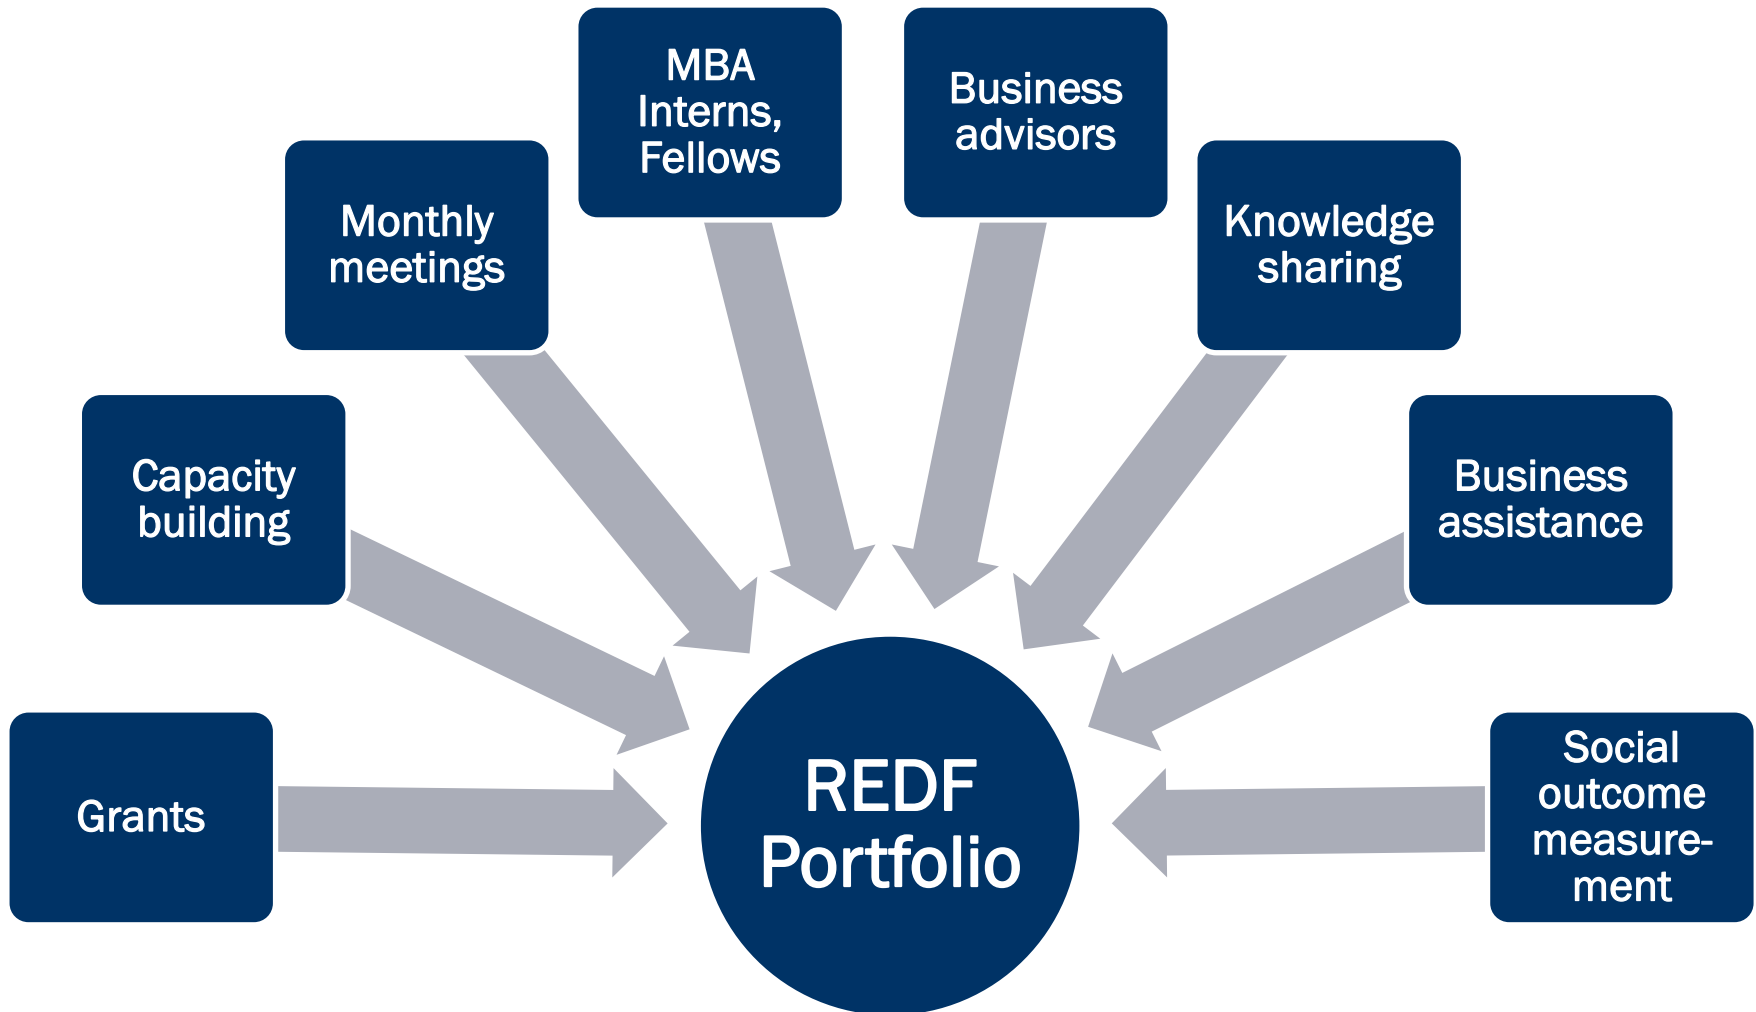 MBA
Interns,
Fellows
Business
advisors
Monthly
meetings
Knowledge
sharing
Capacity
building
Business
assistance
Grants
REDF
Portfolio
Social
outcome
measure-
ment